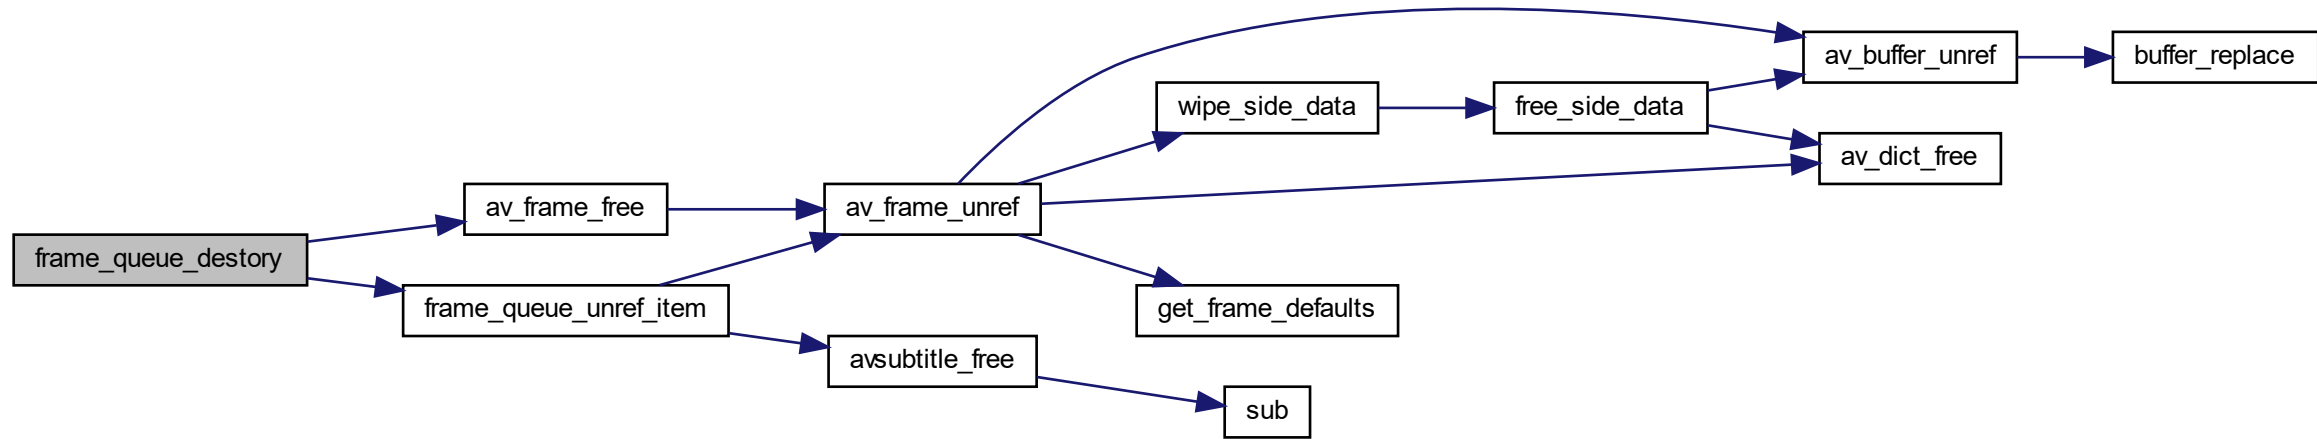 frame_queue_destory
av_frame_free
frame_queue_unref_item
av_frame_unref
avsubtitle_free
wipe_side_data
get_frame_defaults
sub
free_side_data
av_buffer_unref
av_dict_free
buffer_replace